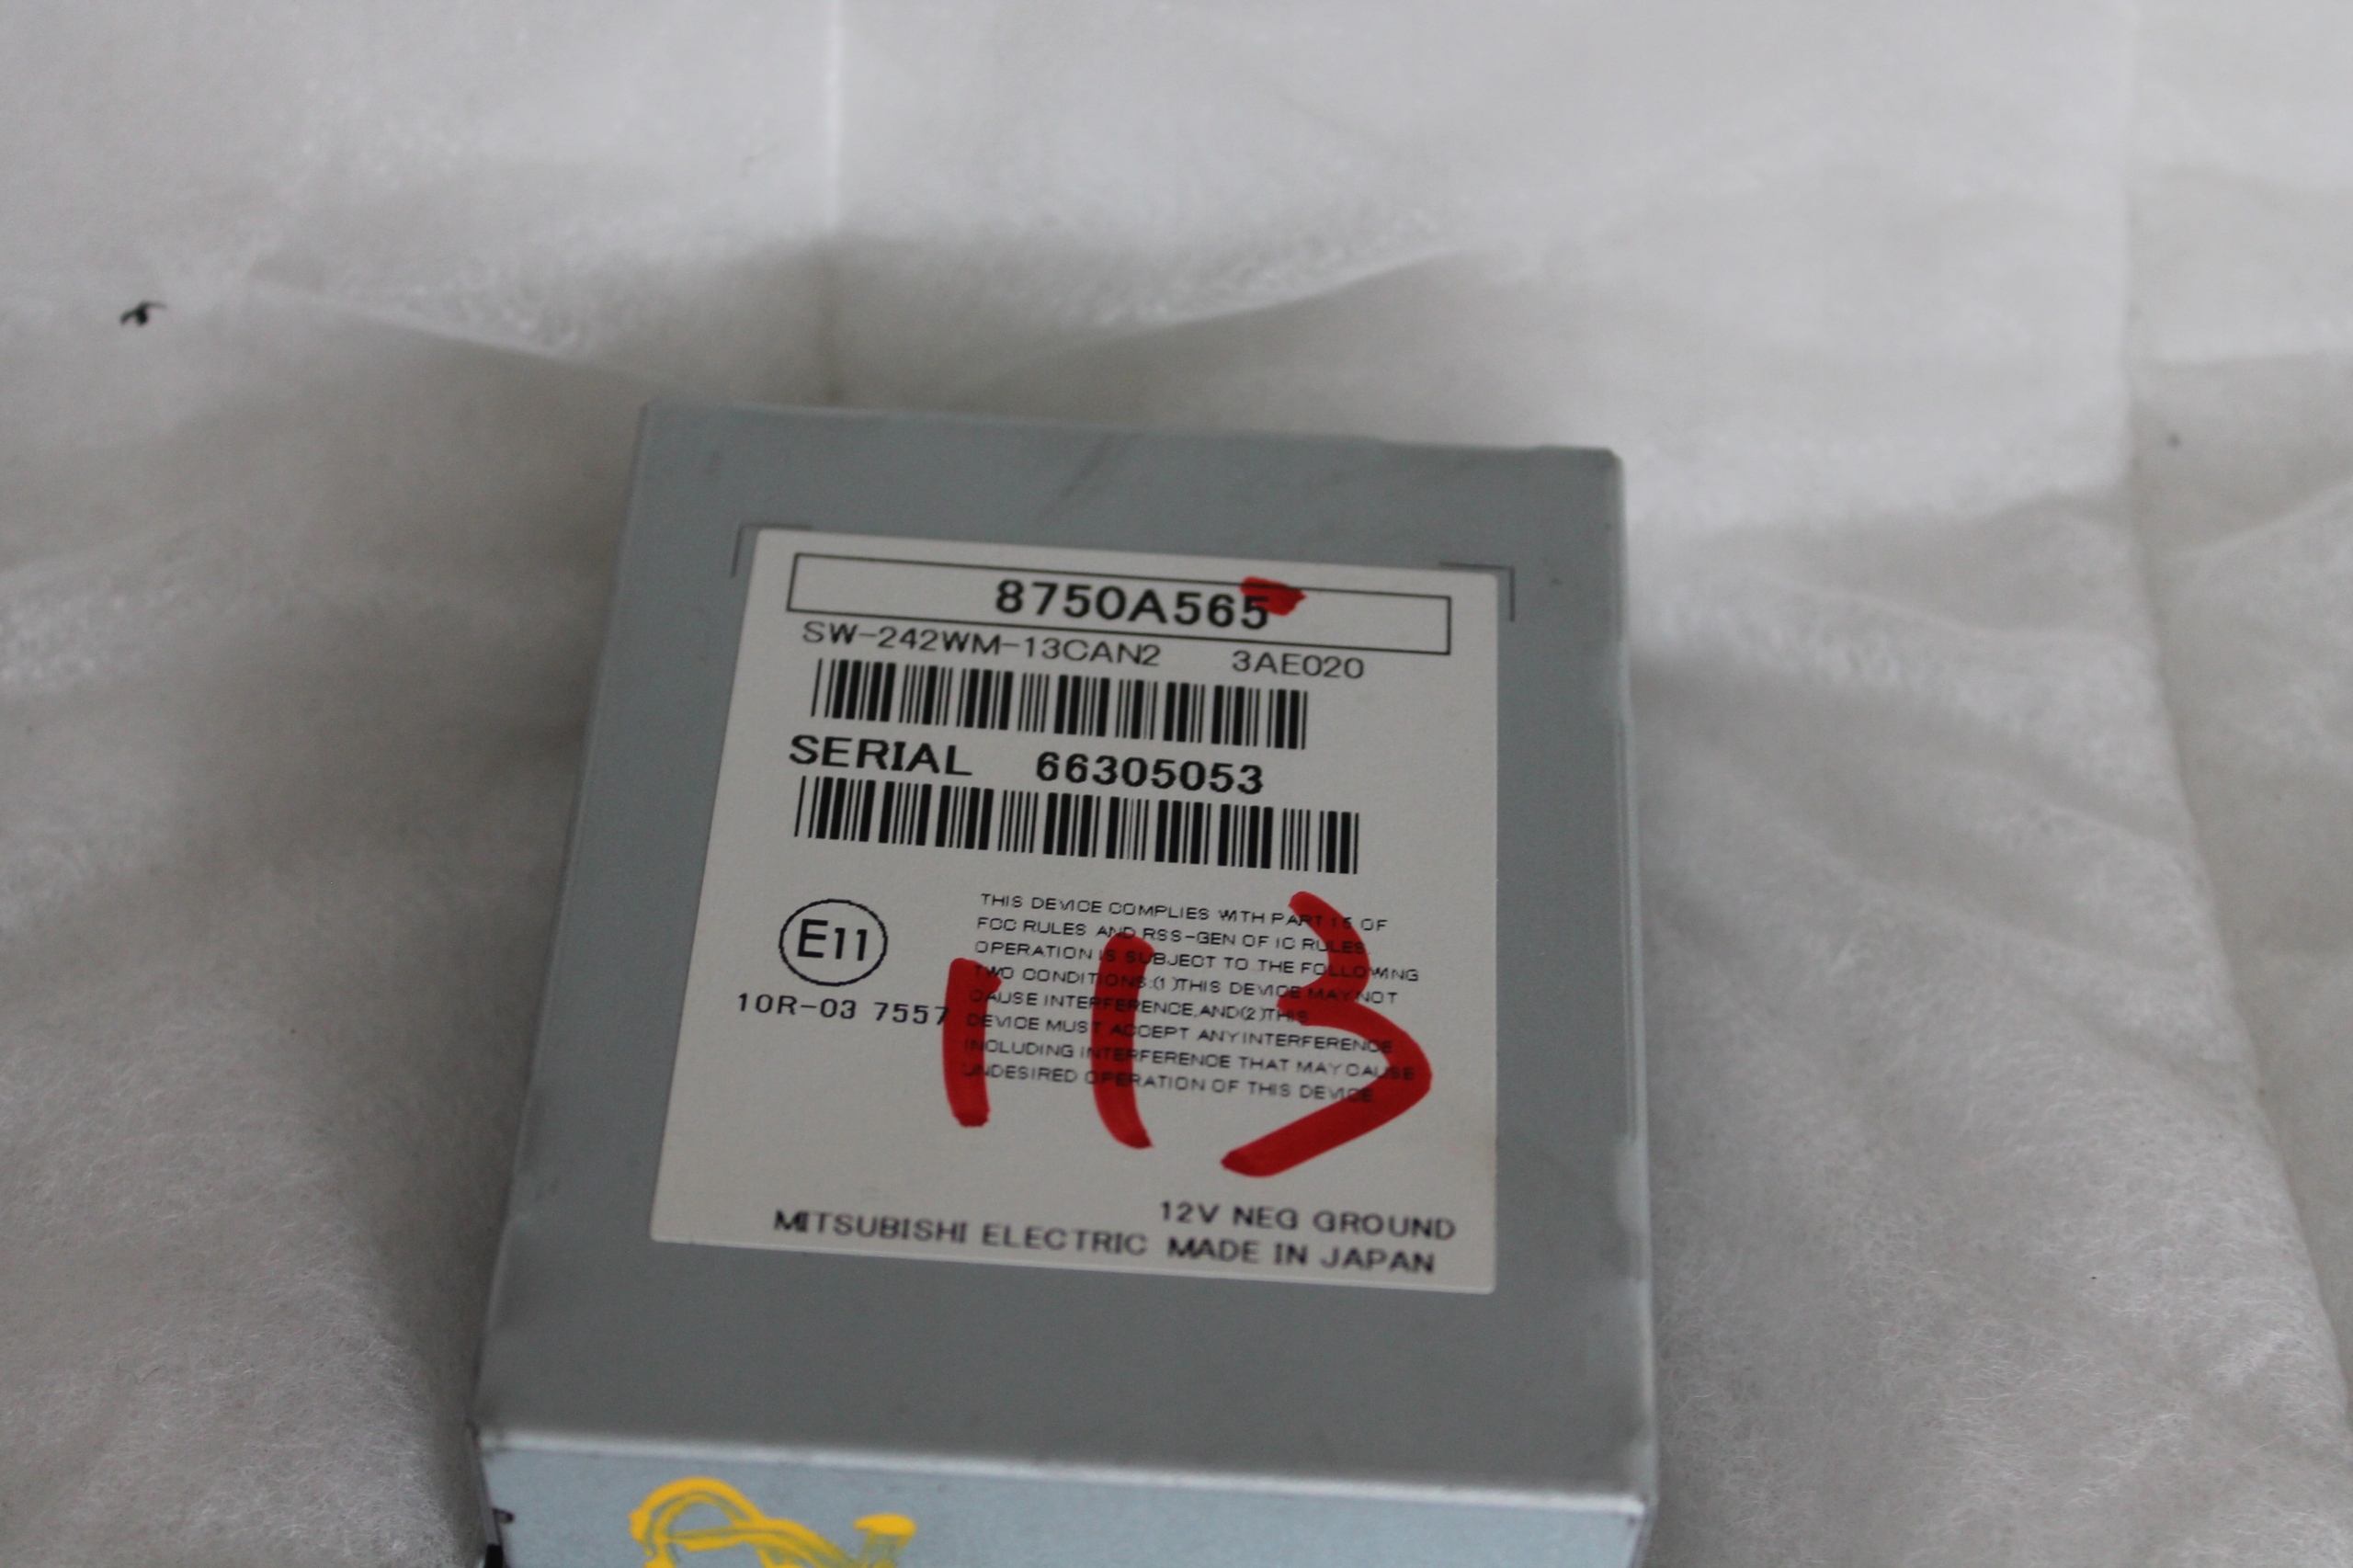 8750A565
SW-242WM-13CAN2 3AE020
SERIAL 66305053
E11
10R-03 7557
THIS DEVICE COMPLIES WITH PART 15 OF
FCC RULES AND RSS-GEN OF IC RULES.
OPERATION IS SUBJECT TO THE FOLLOWING
TWO CONDITIONS:(1)THIS DEVICE MAY NOT
CAUSE INTERFERENCE,AND(2)THIS
DEVICE MUST ACCEPT ANY INTERFERENCE
INCLUDING INTERFERENCE THAT MAY CAUSE
UNDESIRED OPERATION OF THIS DEVICE.
113
12V NEG GROUND
MITSUBISHI ELECTRIC MADE IN JAPAN